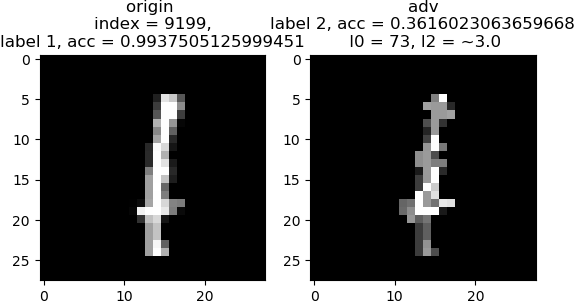 origin
index = 9199,
label 1, acc = 0.9937505125999451
adv
label 2, acc = 0.3616023063659668
l0 = 73, l2 = ~3.0
0
5
10
15
20
25
0 10 20
0
5
10
15
20
25
0 10 20